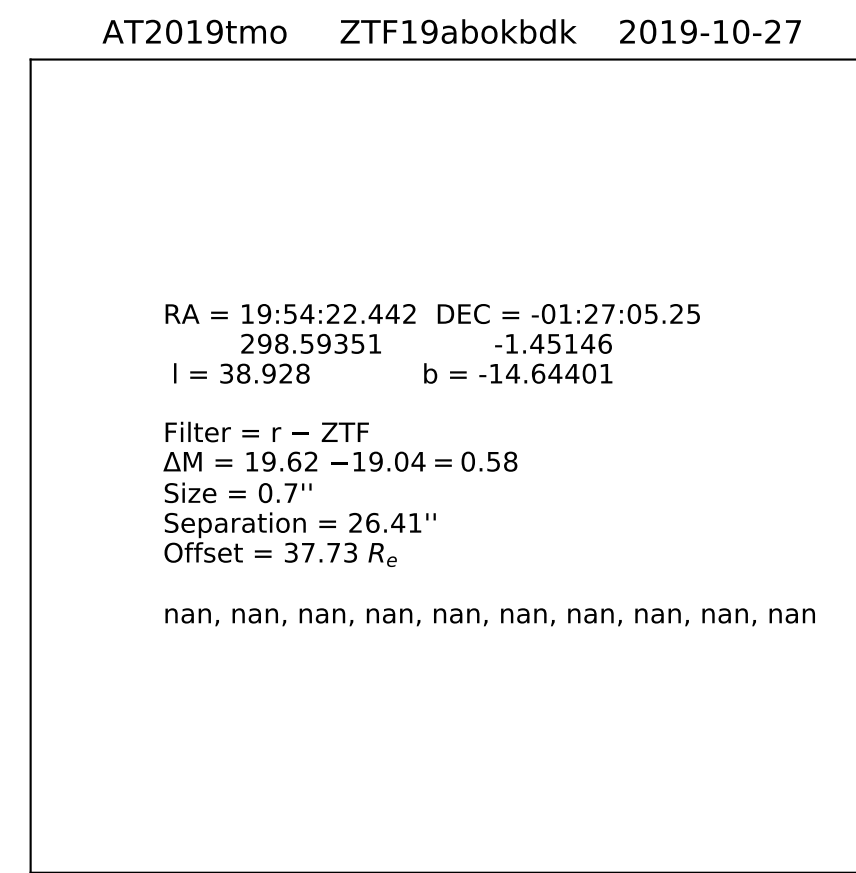 AT2019tmo ZTF19abokbdk 2019-10-27
RA = 19:54:22.442 DEC = -01:27:05.25
298.59351 -1.45146
l = 38.928 b = -14.64401
Filter = r − ZTF
ΔM = 19.62 −19.04 = 0.58
Size = 0.7''
Separation = 26.41''
Offset = 37.73 Re
nan, nan, nan, nan, nan, nan, nan, nan, nan, nan